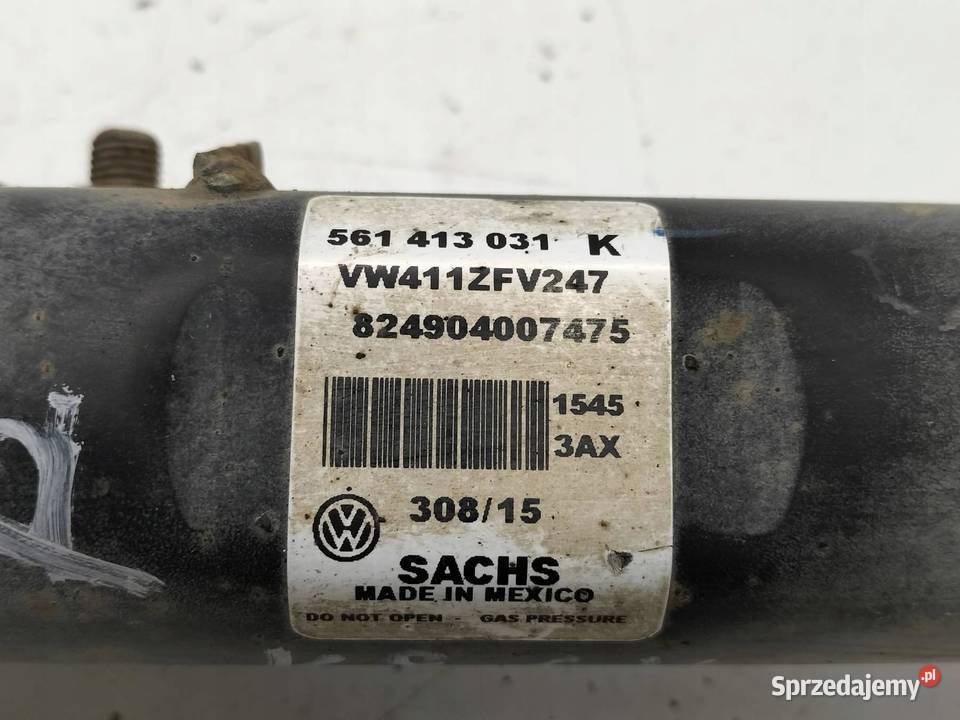 561 413 031 K
VW411ZFV247
824904007475
1545
3AX
308/15
SACHS
MADE IN MEXICO
DO NOT OPEN - GAS PRESSURE
Sprzedajemy.pl